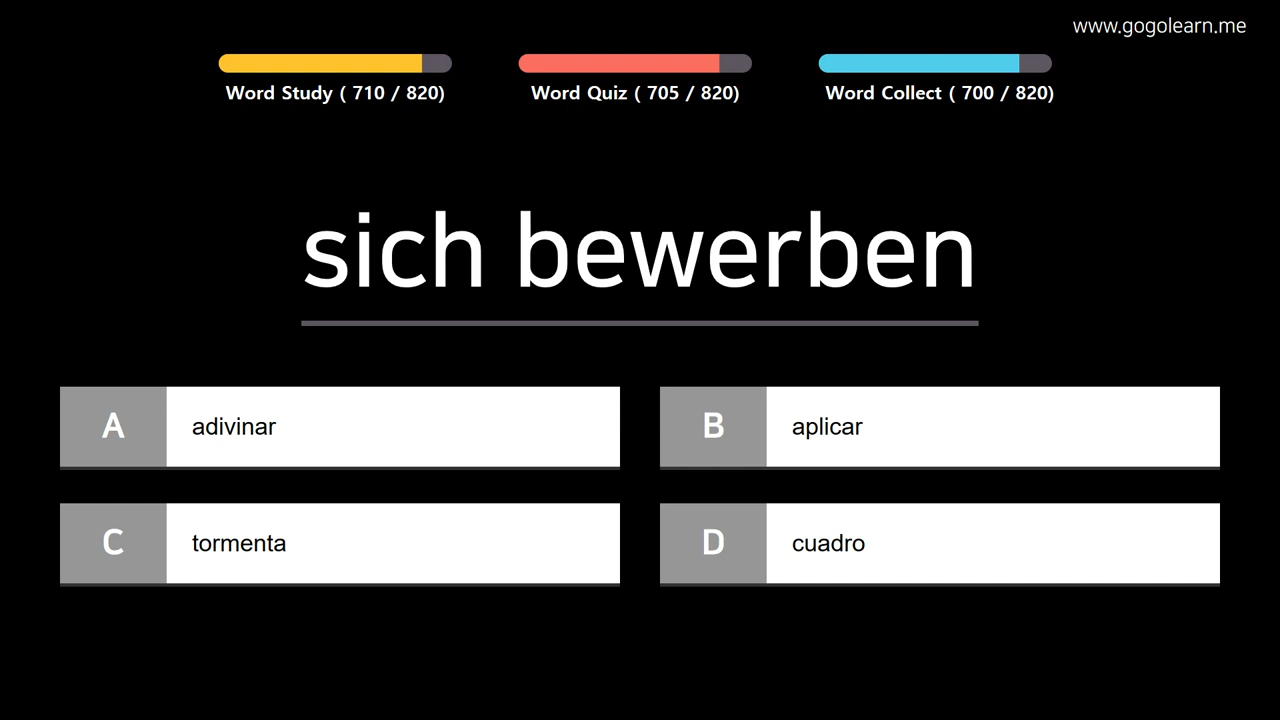 www.gogolearn.me
Word Study ( 710 / 820)
Word Quiz ( 705 / 820)
Word Collect ( 700 / 820)
sich bewerben
A adivinar
B aplicar
C tormenta
D cuadro